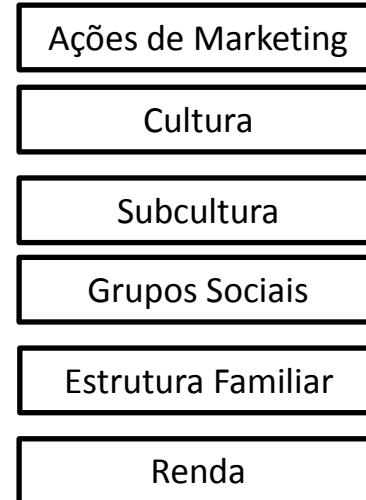 Ações de Marketing
Cultura
Subcultura
Grupos Sociais
Estrutura Familiar
Renda